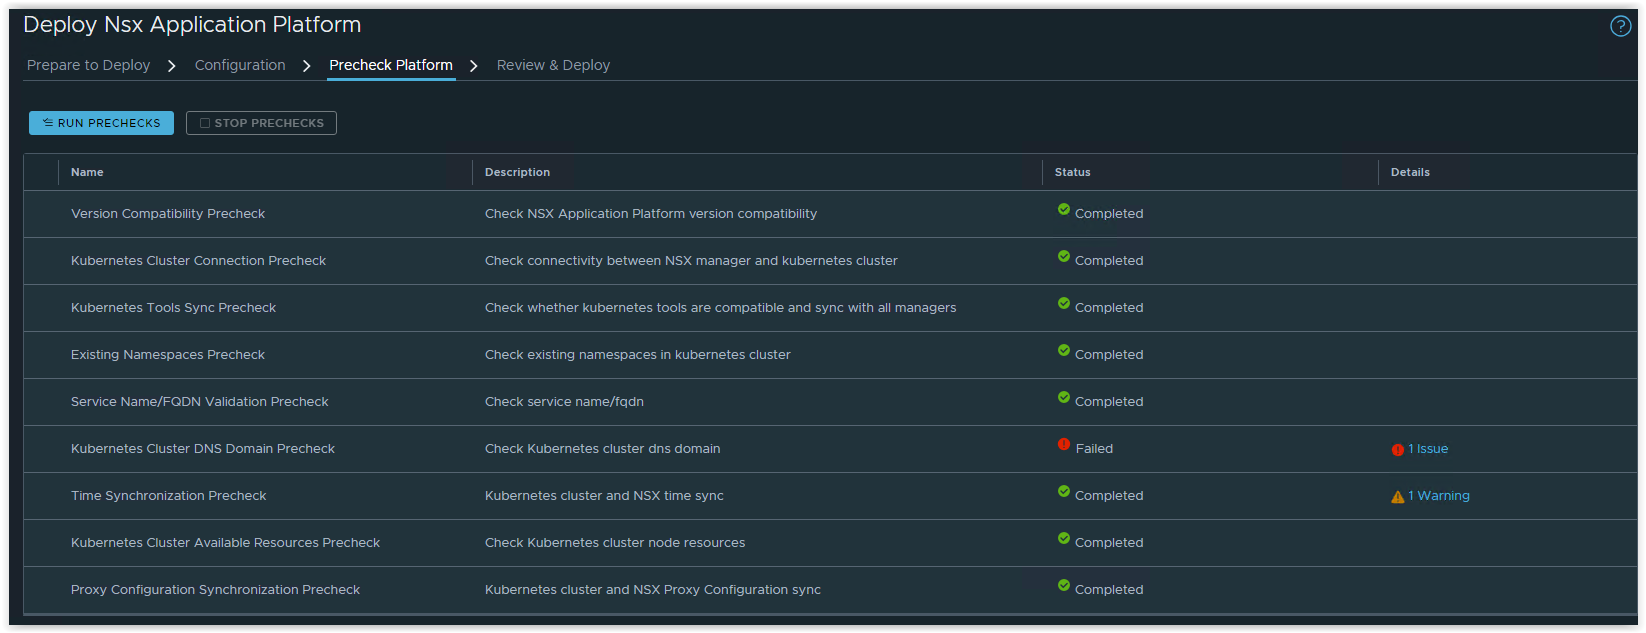 Deploy Nsx Application Platform
?
Prepare to Deploy > Configuration > Precheck Platform > Review & Deploy
RUN PRECHECKS STOP PRECHECKS
Name Description Status Details
Version Compatibility Precheck Check NSX Application Platform version compatibility Completed
Kubernetes Cluster Connection Precheck Check connectivity between NSX manager and kubernetes cluster Completed
Kubernetes Tools Sync Precheck Check whether kubernetes tools are compatible and sync with all managers Completed
Existing Namespaces Precheck Check existing namespaces in kubernetes cluster Completed
Service Name/FQDN Validation Precheck Check service name/fqdn Completed
Kubernetes Cluster DNS Domain Precheck Check Kubernetes cluster dns domain Failed 1 Issue
Time Synchronization Precheck Kubernetes cluster and NSX time sync Completed 1 Warning
Kubernetes Cluster Available Resources Precheck Check Kubernetes cluster node resources Completed
Proxy Configuration Synchronization Precheck Kubernetes cluster and NSX Proxy Configuration sync Completed